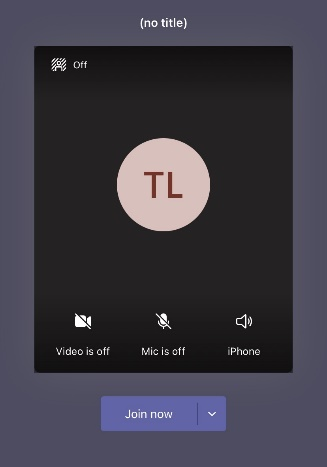 (no title)
Off
TL
Video is off
Mic is off
iPhone
Join now